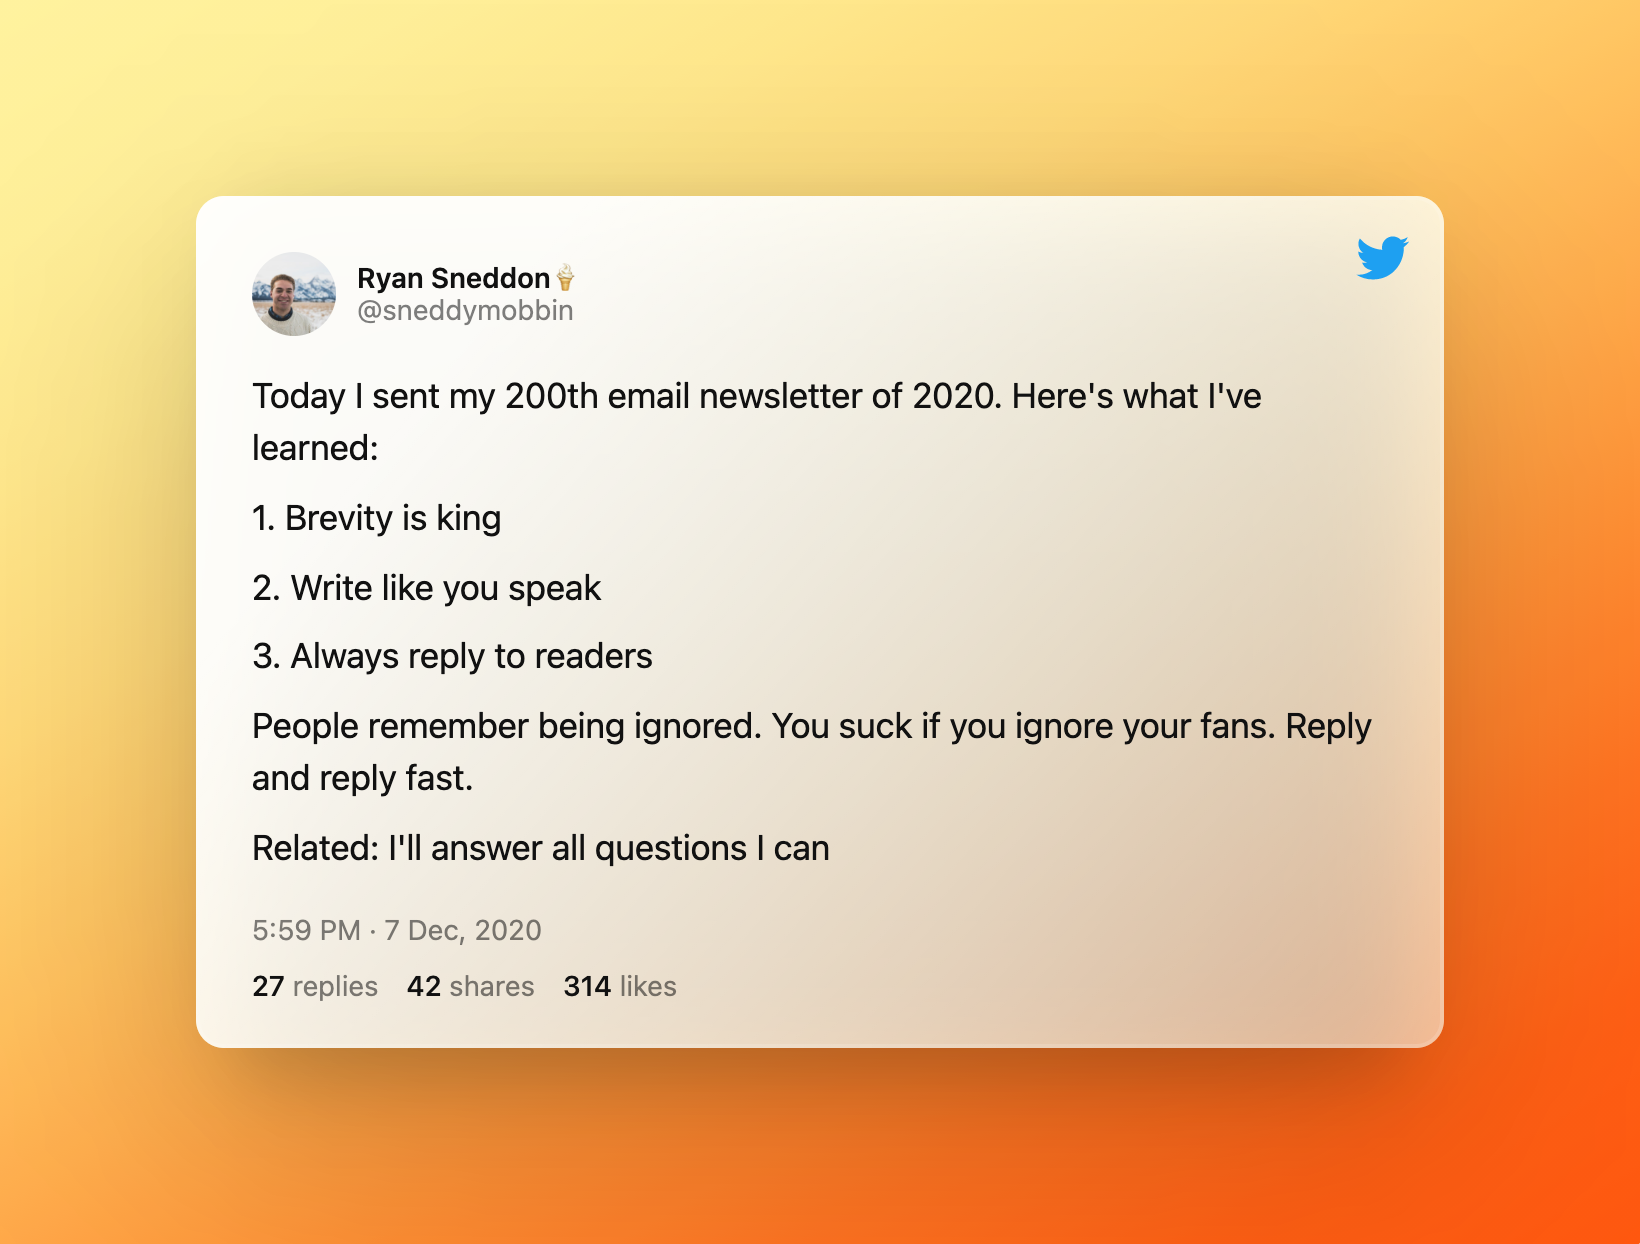 Ryan Sneddon🍦
@sneddymobbin
Today I sent my 200th email newsletter of 2020. Here's what I've
learned:
1. Brevity is king
2. Write like you speak
3. Always reply to readers
People remember being ignored. You suck if you ignore your fans. Reply
and reply fast.
Related: I'll answer all questions I can
5:59 PM · 7 Dec, 2020
27 replies 42 shares 314 likes